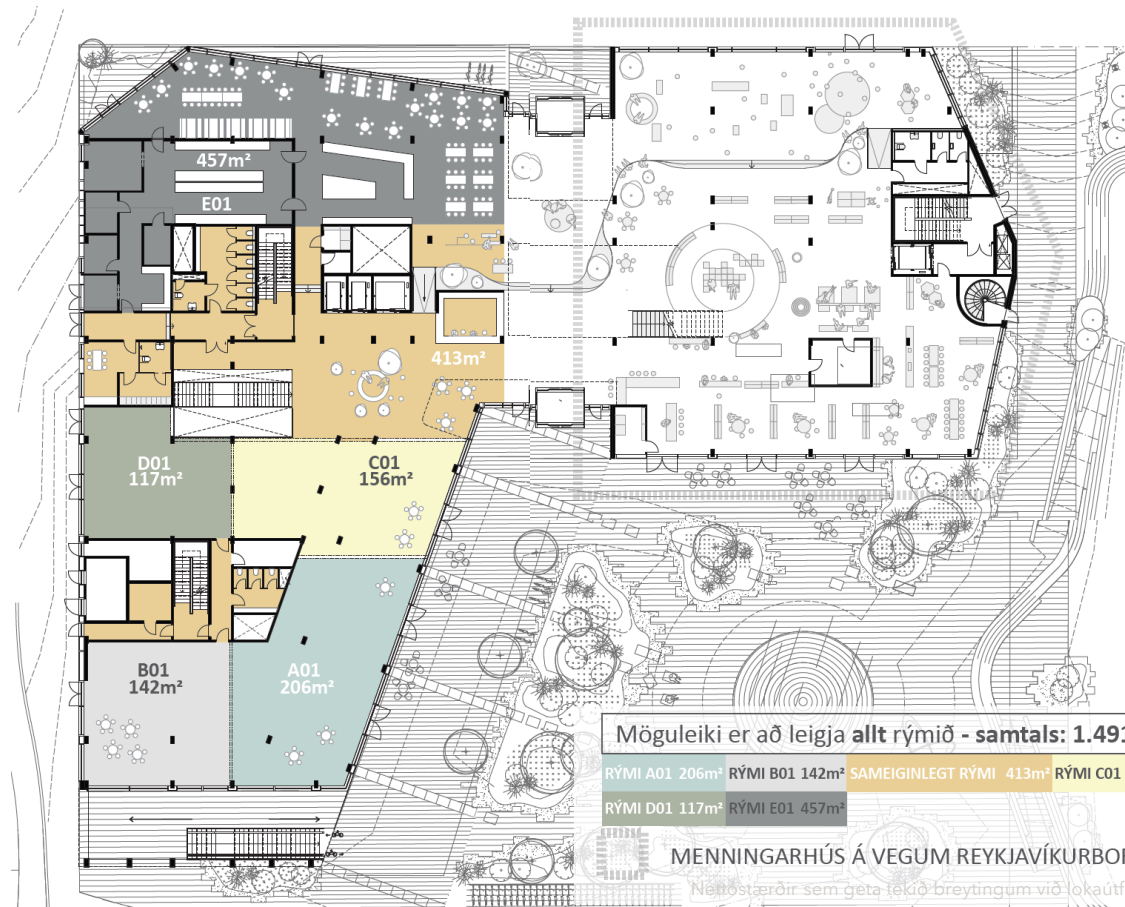 457m²
E01
413m²
D01
117m²
C01
156m²
B01
142m²
A01
206m²
Möguleiki er að leigja allt rýmið - samtals: 1.491
RÝMI A01 206m² RÝMI B01 142m² SAMEIGINLEGT RÝMI 413m² RÝMI C01
RÝMI D01 117m² RÝMI E01 457m²
MENNINGARHÚS Á VEGUM REYKJAVÍKURBOR
Nettóstærðir sem geta tekið breytingum við lokaútf